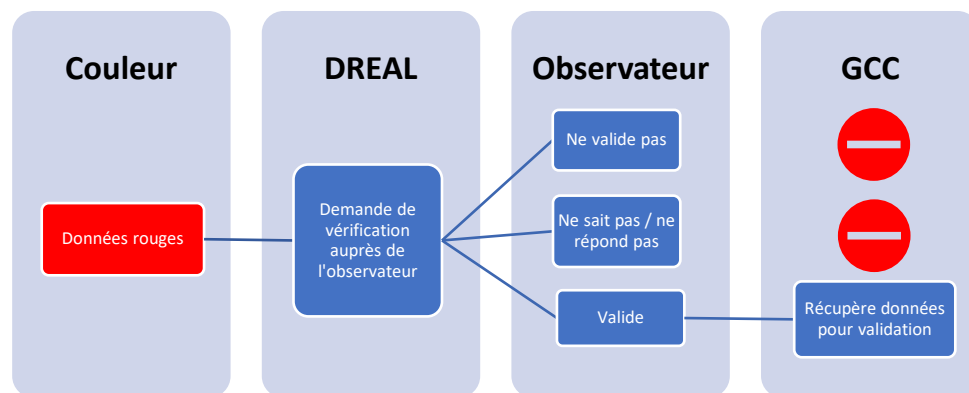 Couleur
DREAL
Observateur
GCC
Données rouges
Demande de
vérification
auprès de
l'observateur
Ne valide pas
Ne sait pas / ne
répond pas
Valide
Récupère données
pour validation